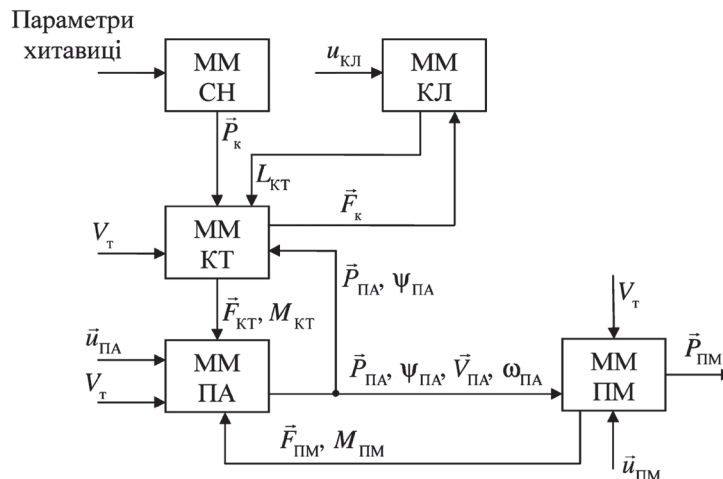 Параметри
хитавиці
ММ
СН
u_КЛ
ММ
КЛ
P⃗_к
L_КТ
F⃗_к
V_т
ММ
КТ
P⃗_ПА, ψ_ПА
F⃗_КТ, M_КТ
V_т
u⃗_ПА
V_т
ММ
ПА
P⃗_ПА, ψ_ПА, V⃗_ПА, ω_ПА
ММ
ПМ
P⃗_ПМ
F⃗_ПМ, M_ПМ
u⃗_ПМ